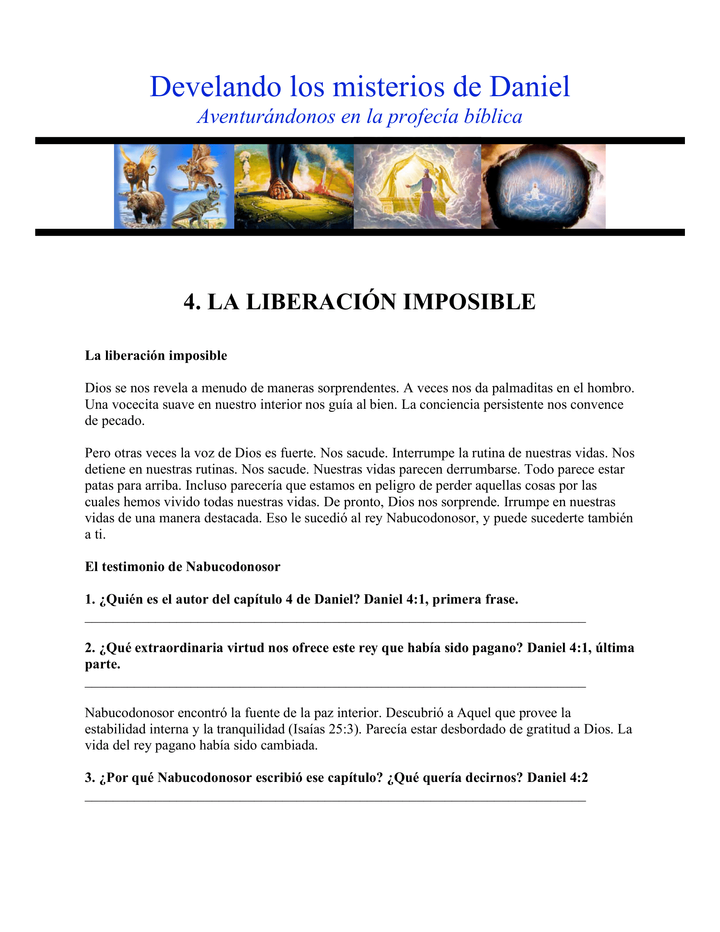 Develando los misterios de Daniel
Aventurándonos en la profecía bíblica
4. LA LIBERACIÓN IMPOSIBLE
La liberación imposible
Dios se nos revela a menudo de maneras sorprendentes. A veces nos da palmaditas en el hombro.
Una vocecita suave en nuestro interior nos guía al bien. La conciencia persistente nos convence
de pecado.
Pero otras veces la voz de Dios es fuerte. Nos sacude. Interrumpe la rutina de nuestras vidas. Nos
detiene en nuestras rutinas. Nos sacude. Nuestras vidas parecen derrumbarse. Todo parece estar
patas para arriba. Incluso parecería que estamos en peligro de perder aquellas cosas por las
cuales hemos vivido todas nuestras vidas. De pronto, Dios nos sorprende. Irrumpe en nuestras
vidas de una manera destacada. Eso le sucedió al rey Nabucodonosor, y puede sucederte también
a ti.
El testimonio de Nabucodonosor
1. ¿Quién es el autor del capítulo 4 de Daniel? Daniel 4:1, primera frase.
2. ¿Qué extraordinaria virtud nos ofrece este rey que había sido pagano? Daniel 4:1, última
parte.
Nabucodonosor encontró la fuente de la paz interior. Descubrió a Aquel que provee la
estabilidad interna y la tranquilidad (Isaías 25:3). Parecía estar desbordado de gratitud a Dios. La
vida del rey pagano había sido cambiada.
3. ¿Por qué Nabucodonosor escribió ese capítulo? ¿Qué quería decirnos? Daniel 4:2